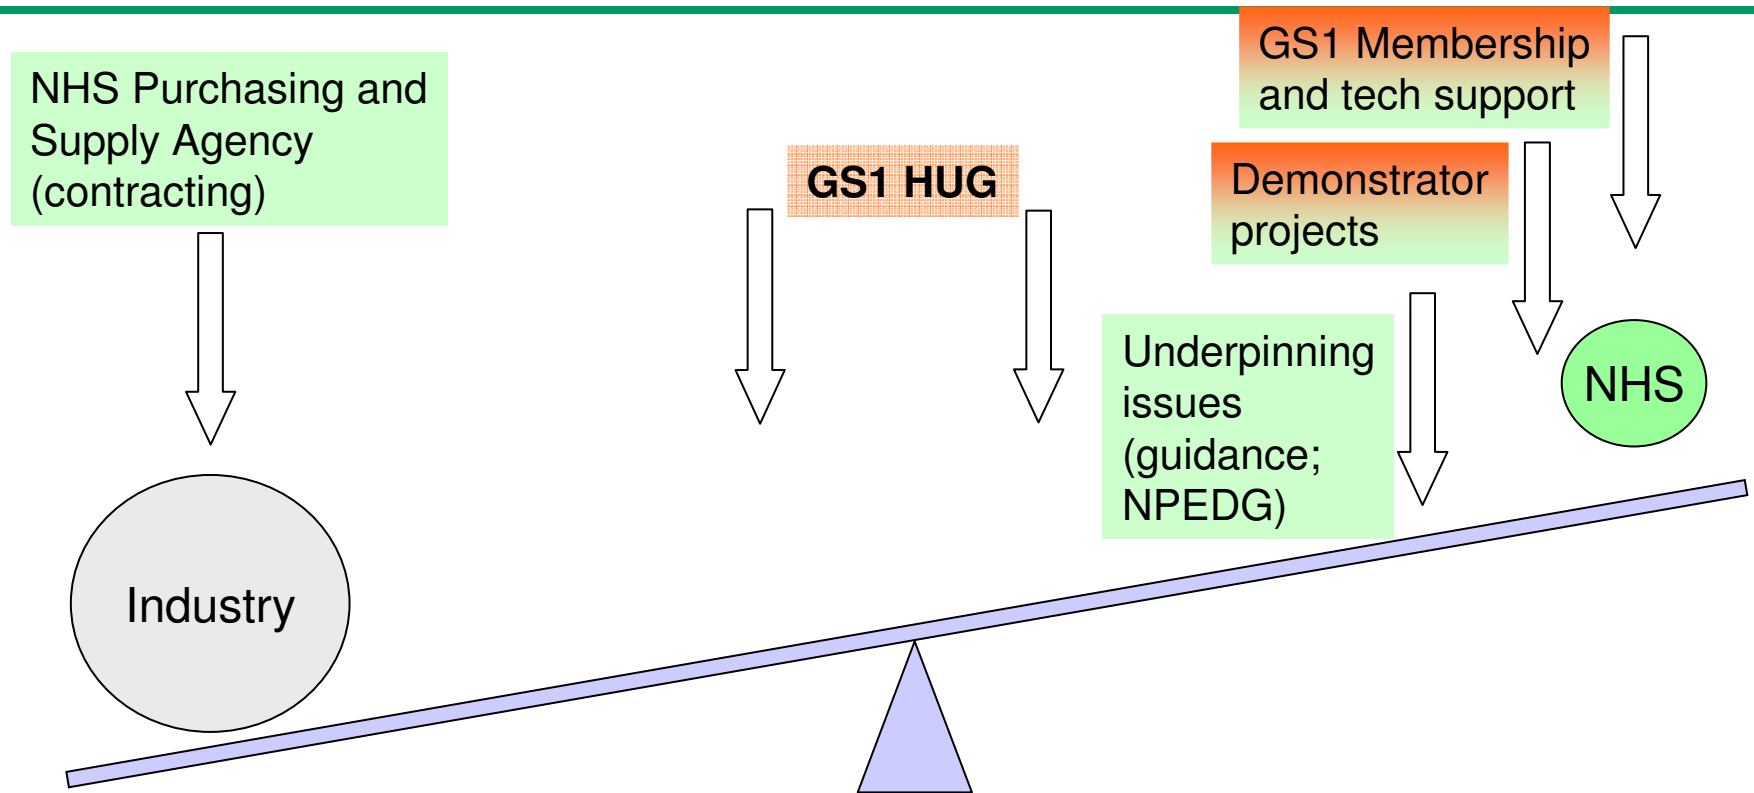 NHS Purchasing and
Supply Agency
(contracting)
GS1 HUG
GS1 Membership
and tech support
Demonstrator
projects
Underpinning
issues
(guidance;
NPEDG)
NHS
Industry